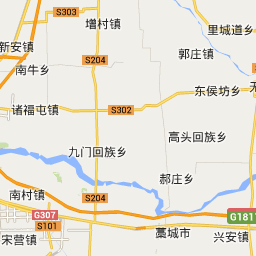 S303
增村镇
里城道乡
新安镇
郭庄镇
S204
南牛乡
东侯坊乡
诸福屯镇
S302
高头回族乡
九门回族乡
郝庄乡
南村镇
S204
G307
G181
S101
宋营镇
藁城市
兴安镇